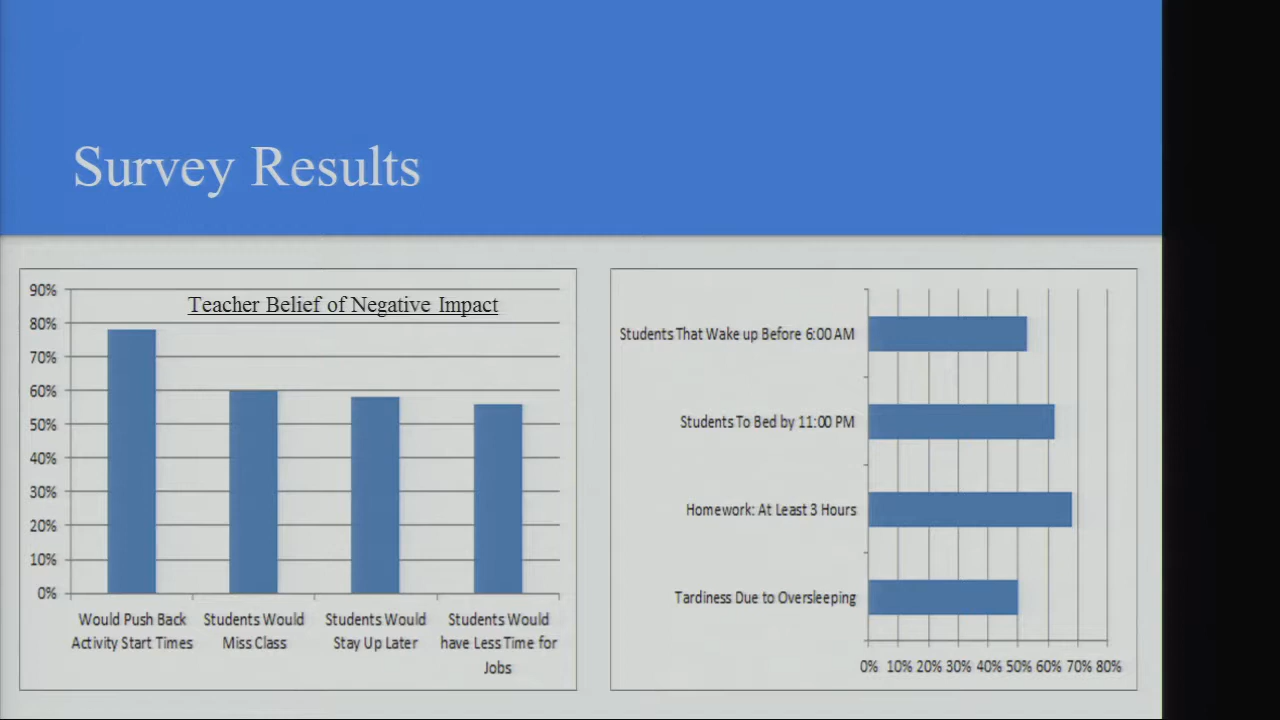 Survey Results
Teacher Belief of Negative Impact
90%
80%
70%
60%
50%
40%
30%
20%
10%
0%
Would Push Back
Activity Start Times
Students Would
Miss Class
Students Would
Stay Up Later
Students Would
have Less Time for
Jobs
Students That Wake up Before 6:00 AM
Students To Bed by 11:00 PM
Homework: At Least 3 Hours
Tardiness Due to Oversleeping
0% 10% 20% 30% 40% 50% 60% 70% 80%